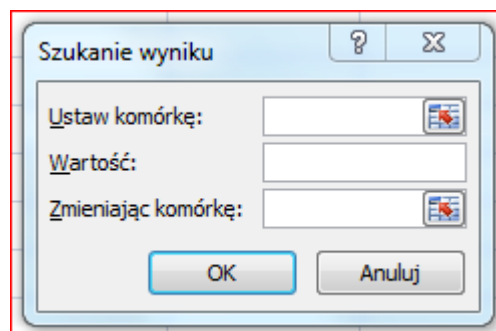 Szukanie wyniku
Ustaw komórkę:
Wartość:
Zmieniając komórkę:
OK Anuluj